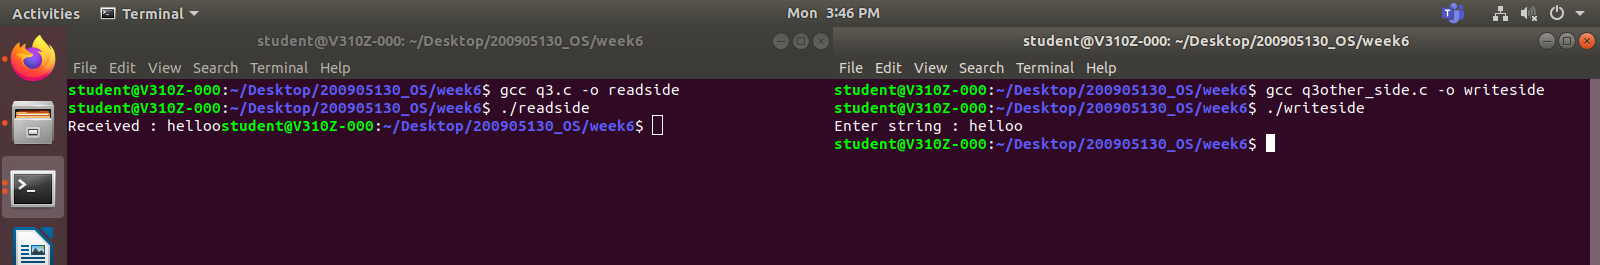 Activities Terminal Mon 3:46 PM
student@V310Z-000: ~/Desktop/200905130_OS/week6
File Edit View Search Terminal Help
student@V310Z-000:~/Desktop/200905130_OS/week6$ gcc q3.c -o readside
student@V310Z-000:~/Desktop/200905130_OS/week6$ ./readside
Received : helloostudent@V310Z-000:~/Desktop/200905130_OS/week6$
student@V310Z-000: ~/Desktop/200905130_OS/week6
File Edit View Search Terminal Help
student@V310Z-000:~/Desktop/200905130_OS/week6$ gcc q3other_side.c -o writeside
student@V310Z-000:~/Desktop/200905130_OS/week6$ ./writeside
Enter string : helloo
student@V310Z-000:~/Desktop/200905130_OS/week6$